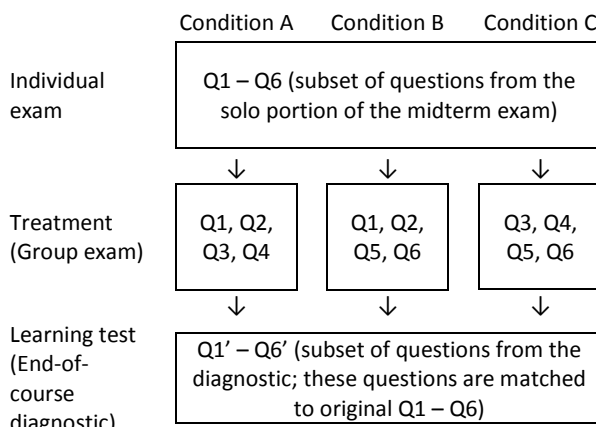 Condition A Condition B Condition C
Individual
exam
Q1 – Q6 (subset of questions from the
solo portion of the midterm exam)
↓ ↓ ↓
Treatment
(Group exam)
Q1, Q2,
Q3, Q4
Q1, Q2,
Q5, Q6
Q3, Q4,
Q5, Q6
↓ ↓ ↓
Learning test
(End-of-
course
diagnostic)
Q1’ – Q6’ (subset of questions from the
diagnostic; these questions are matched
to original Q1 – Q6)